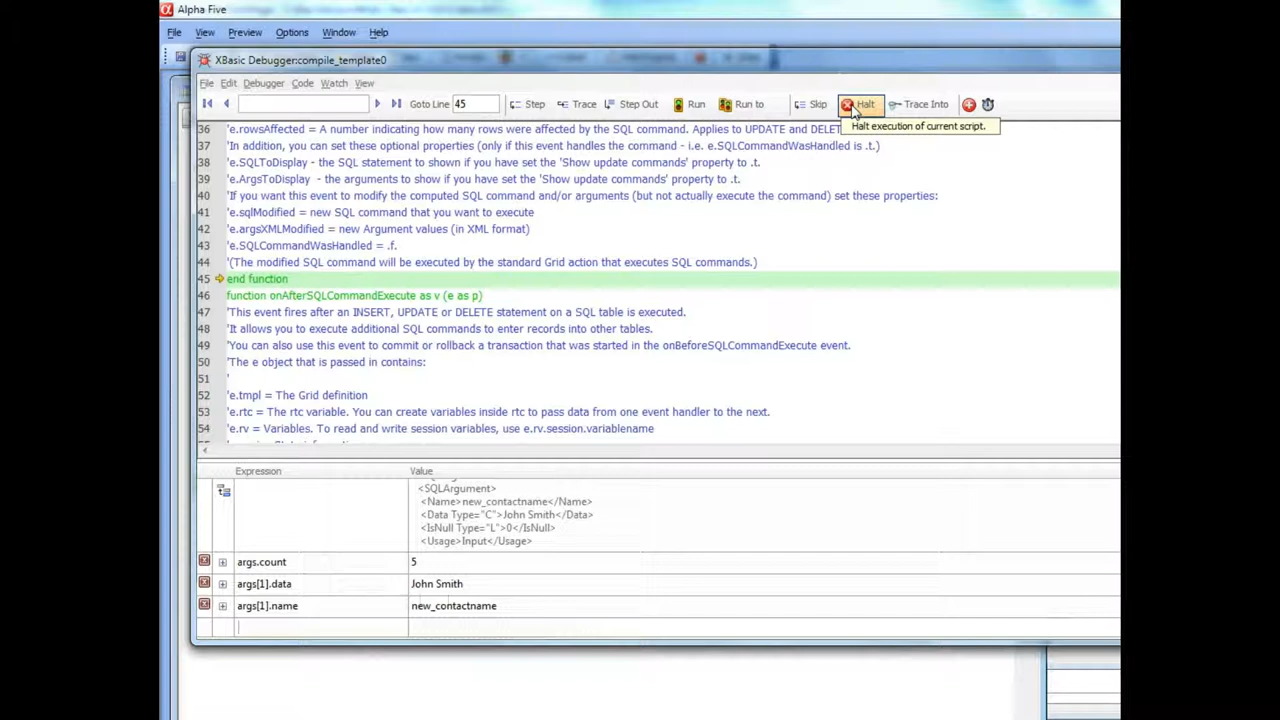 Alpha Five
File View Preview Options Window Help
XBasic Debugger:compile_template0
File Edit Debugger Code Watch View
Goto Line 45 Step Trace Step Out Run Run to Skip Halt Trace Into
Halt execution of current script.
36 'e.rowsAffected = A number indicating how many rows were affected by the SQL command. Applies to UPDATE and DELET
37 'In addition, you can set these optional properties (only if this event handles the command - i.e. e.SQLCommandWasHandled is .t.)
38 'e.SQLToDisplay - the SQL statement to shown if you have set the 'Show update commands' property to .t.
39 'e.ArgsToDisplay - the arguments to show if you have set the 'Show update commands' property to .t.
40 'If you want this event to modify the computed SQL command and/or arguments (but not actually execute the command) set these properties:
41 'e.sqlModified = new SQL command that you want to execute
42 'e.argsXMLModified = new Argument values (in XML format)
43 'e.SQLCommandWasHandled = .f.
44 '(The modified SQL command will be executed by the standard Grid action that executes SQL commands.)
45 end function
46 function onAfterSQLCommandExecute as v (e as p)
47 'This event fires after an INSERT, UPDATE or DELETE statement on a SQL table is executed.
48 'It allows you to execute additional SQL commands to enter records into other tables.
49 'You can also use this event to commit or rollback a transaction that was started in the onBeforeSQLCommandExecute event.
50 'The e object that is passed in contains:
51 '
52 'e.tmpl = The Grid definition
53 'e.rtc = The rtc variable. You can create variables inside rtc to pass data from one event handler to the next.
54 'e.rv = Variables. To read and write session variables, use e.rv.session.variablename
Expression Value
<SQLArgument>
<Name>new_contactname</Name>
<Data Type="C">John Smith</Data>
<IsNull Type="L">0</IsNull>
<Usage>Input</Usage>
args.count 5
args[1].data John Smith
args[1].name new_contactname